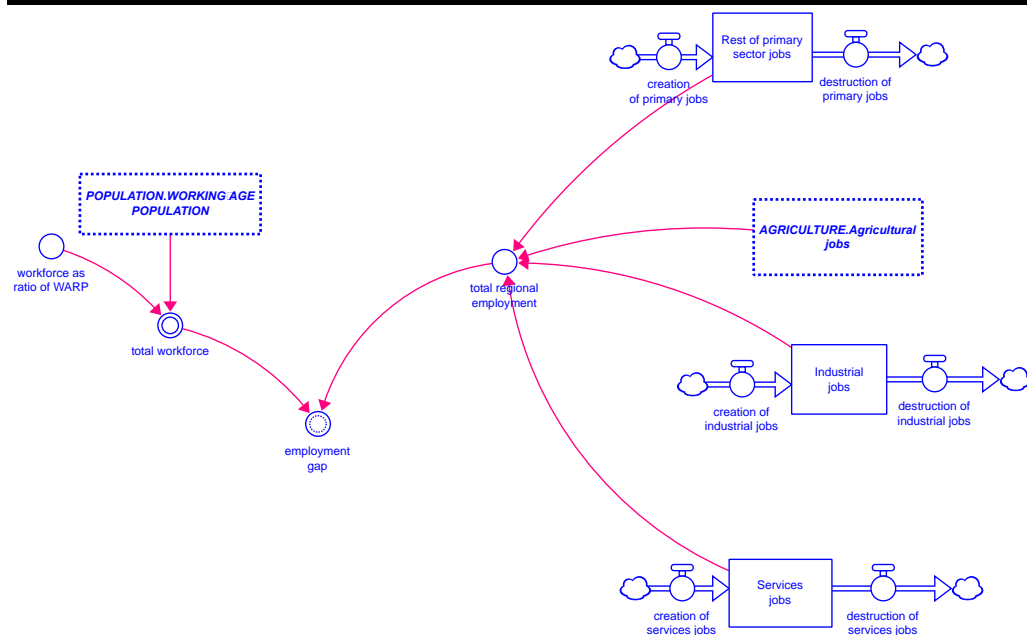 Rest of primary
sector jobs
creation
of primary jobs
destruction of
primary jobs
POPULATION.WORKING AGE
POPULATION
AGRICULTURE.Agricultural
jobs
workforce as
ratio of WARP
total workforce
total regional
employment
employment
gap
Industrial
jobs
creation of
industrial jobs
destruction of
industrial jobs
Services
jobs
creation of
services jobs
destruction of
services jobs